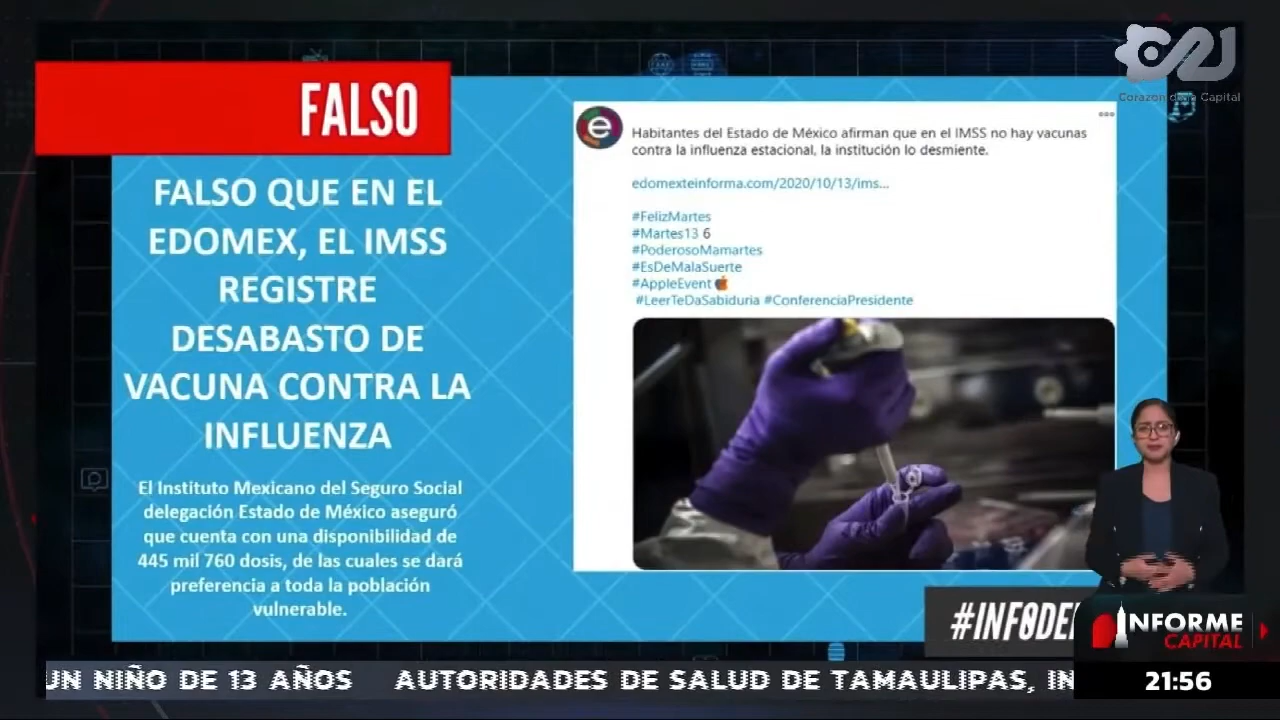 C21
Corazón de la Capital
FALSO
FALSO QUE EN EL
EDOMEX, EL IMSS
REGISTRE
DESABASTO DE
VACUNA CONTRA LA
INFLUENZA
El Instituto Mexicano del Seguro Social
delegación Estado de México aseguró
que cuenta con una disponibilidad de
445 mil 760 dosis, de las cuales se dará
preferencia a toda la población
vulnerable.
e
Habitantes del Estado de México afirman que en el IMSS no hay vacunas
contra la influenza estacional, la institución lo desmiente.
edomexteinforma.com/2020/10/13/ims...
#FelizMartes
#Martes13 6
#PoderosoMamartes
#EsDeMalaSuerte
#AppleEvent
#LeerTeDaSabiduria #ConferenciaPresidente
#INFODE
INFORME
CAPITAL
UN NIÑO DE 13 AÑOS AUTORIDADES DE SALUD DE TAMAULIPAS, IN
21:56